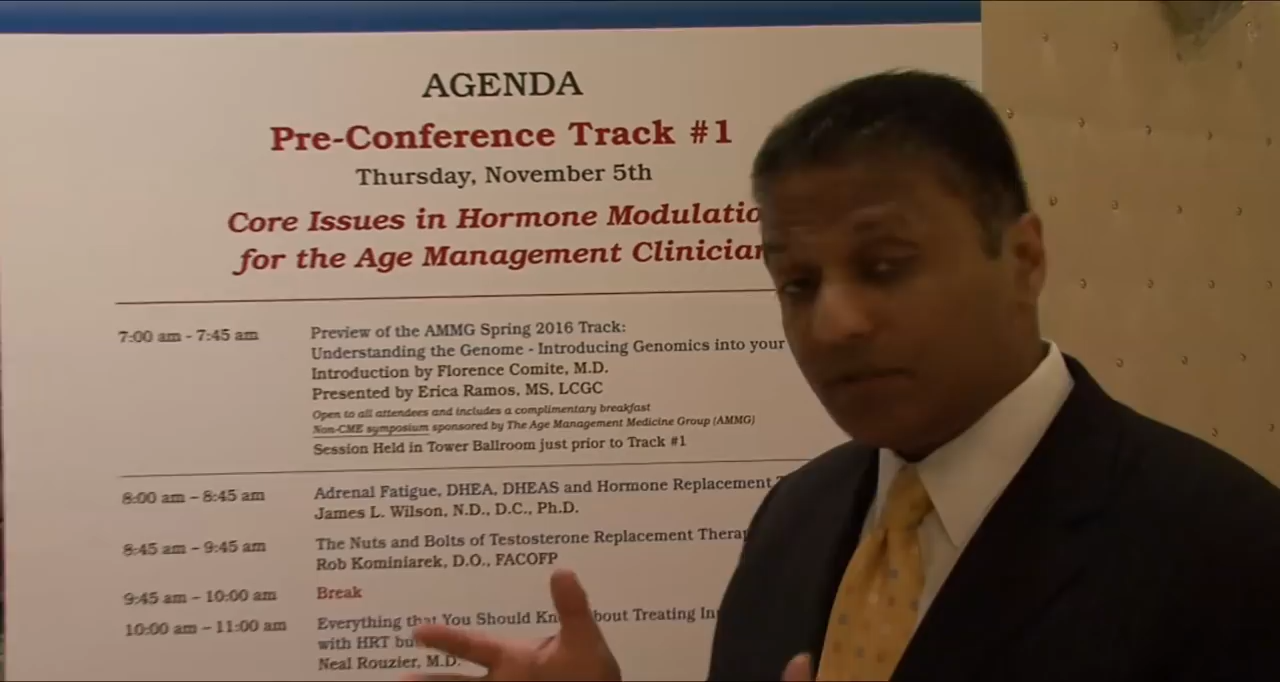 AGENDA
Pre-Conference Track #1
Thursday, November 5th
Core Issues in Hormone
for the Age Management
7:00 am - 7:45 am
Preview of the AMMG Spring 2016 Track:
Understanding the Genome - Introducing Genomics into your
Introduction by Florence Comite, M.D.
Presented by Erica Ramos, MS, LCGC
Open to all attendees and includes a complimentary breakfast
Non-CME symposium sponsored by The Age Management Medicine Group (AMMG)
Session Held in Tower Ballroom just prior to Track #1
8:00 am – 8:45 am
Adrenal Fatigue, DHEA, DHEAS and Hormone Replacement
James L. Wilson, N.D., D.C., Ph.D.
8:45 am – 9:45 am
The Nuts and Bolts of Testosterone Replacement
Rob Kominiarek, D.O., FACOFP
9:45 am – 10:00 am
Break
10:00 am – 11:00 am
Everything that You Should about Treating
with HRT
Neal Rouzier, M.D.